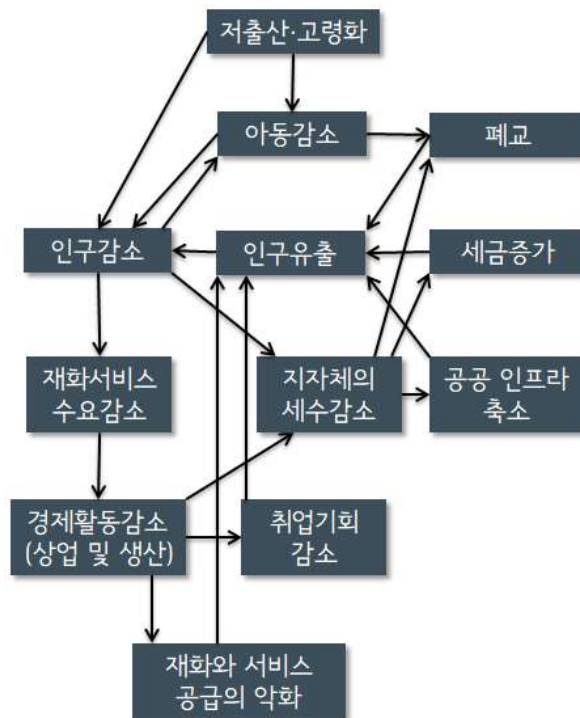 저출산·고령화
아동감소
폐교
인구감소
인구유출
세금증가
재화서비스
수요감소
지자체의
세수감소
공공 인프라
축소
경제활동감소
(상업 및 생산)
취업기회
감소
재화와 서비스
공급의 악화